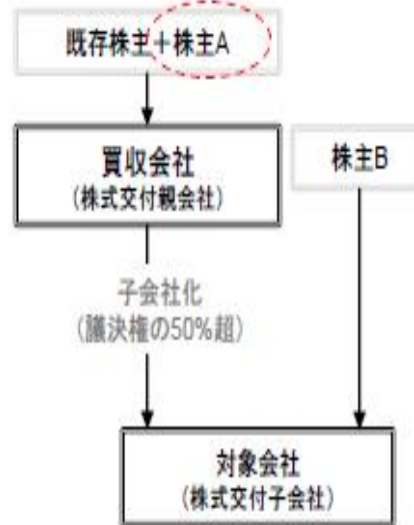 既存株主＋株主A
買収会社
（株式交付親会社）
株主B
子会社化
（議決権の50%超）
対象会社
（株式交付子会社）